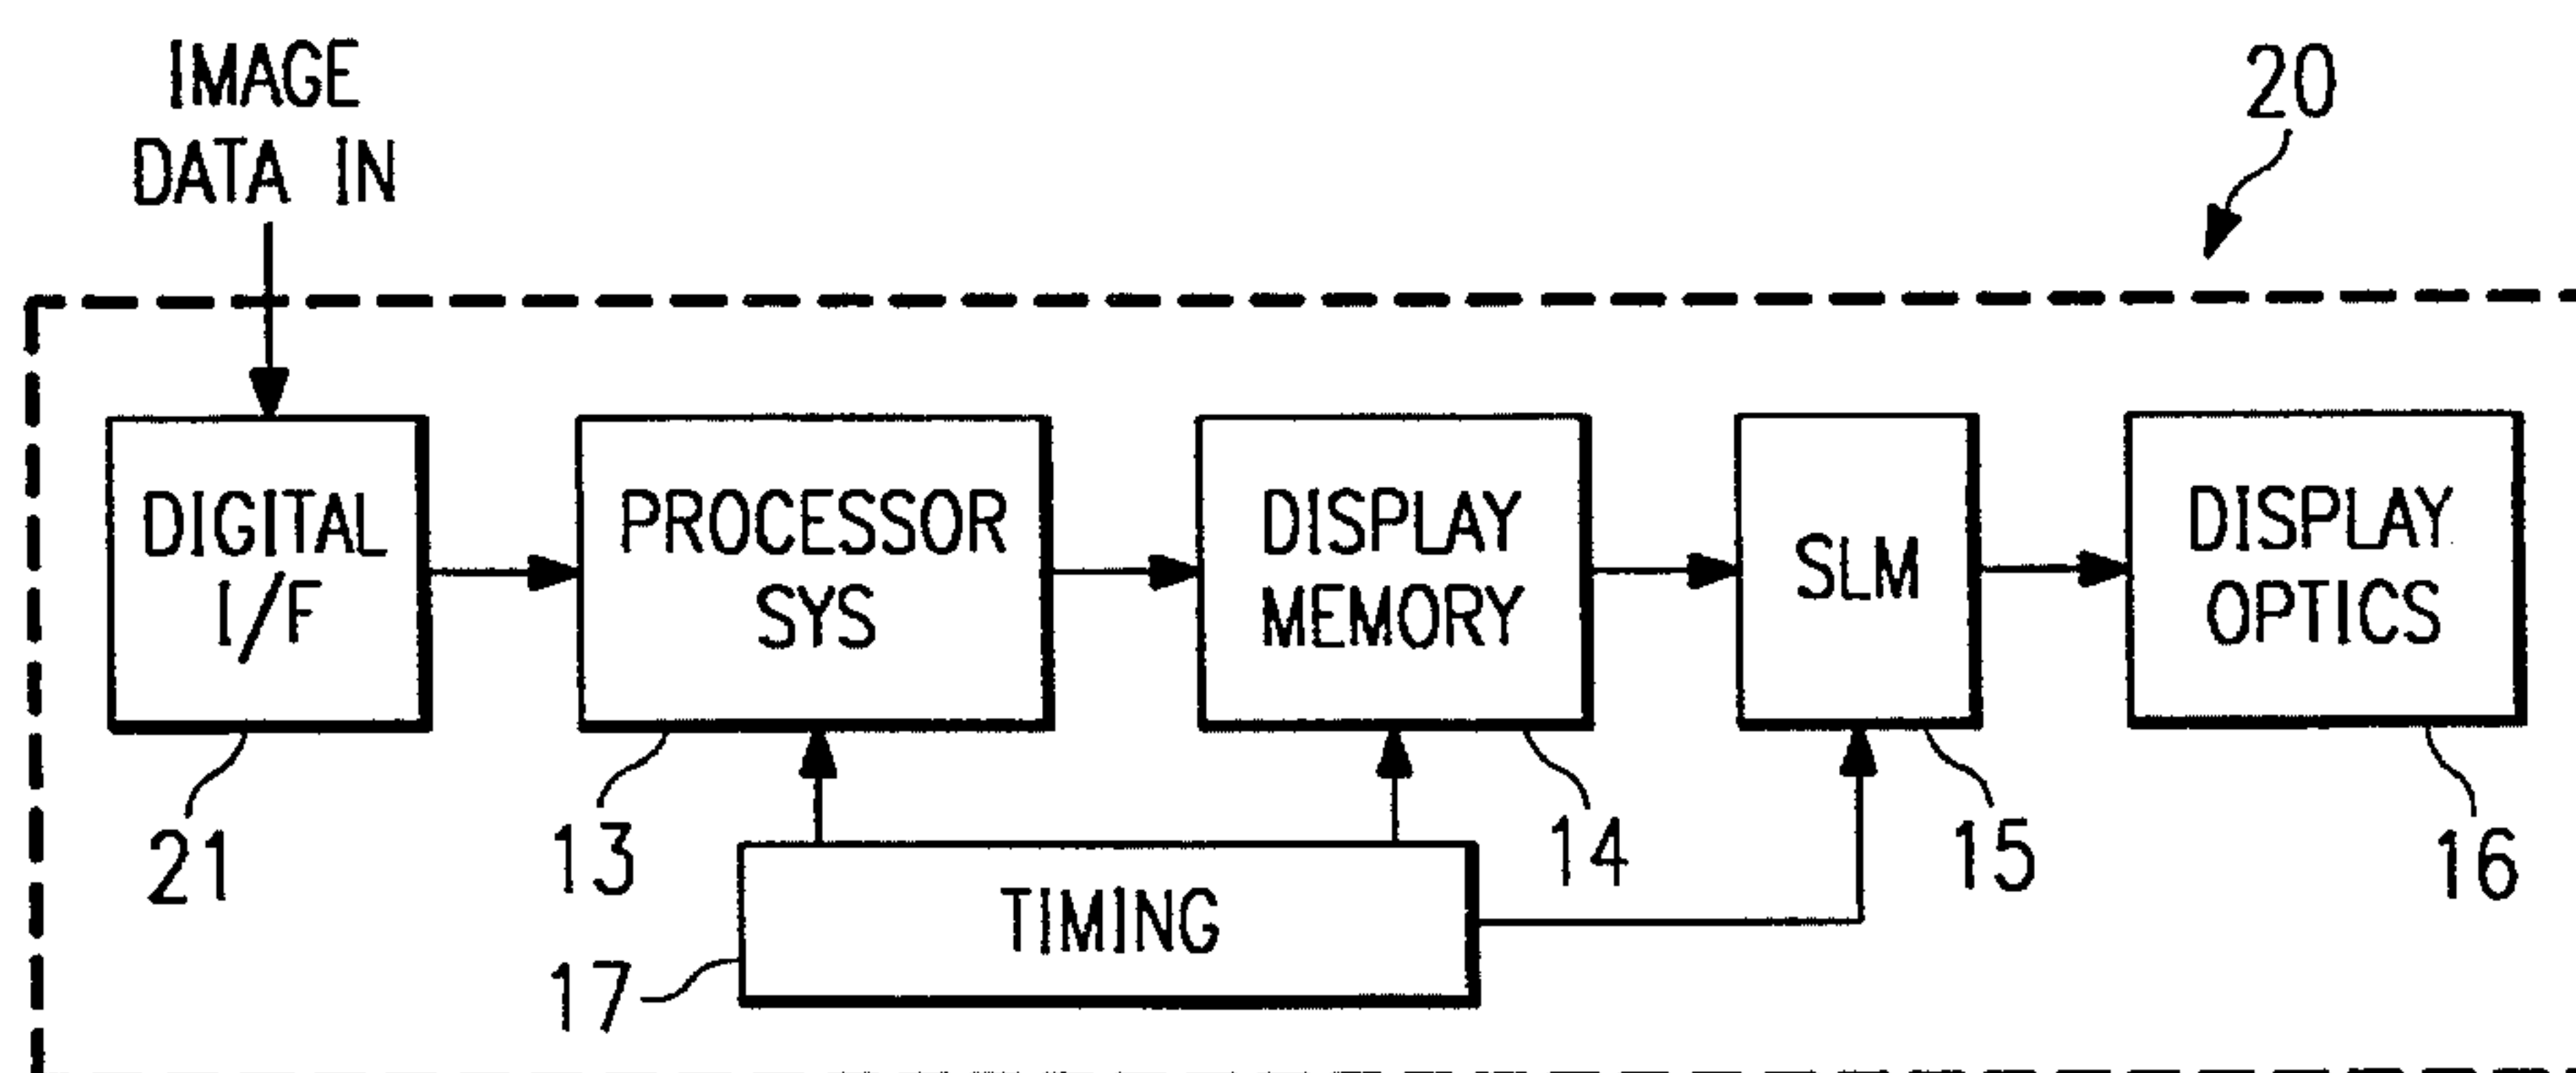 IMAGE
DATA IN
20
DIGITAL
I/F
PROCESSOR
SYS
DISPLAY
MEMORY
SLM
DISPLAY
OPTICS
21
13
14
15
16
TIMING
17